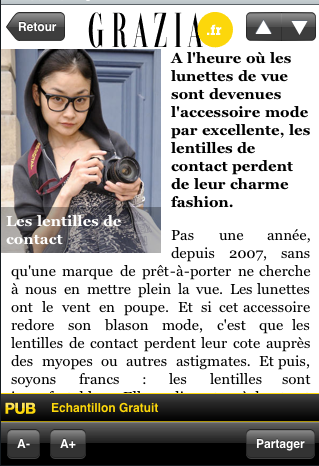 Retour
GRAZIA.fr
A l'heure où les
lunettes de vue
sont devenues
l'accessoire mode
par excellente, les
lentilles de
contact perdent
de leur charme
fashion.
Les lentilles de
contact
Pas une année,
depuis 2007, sans
qu'une marque de prêt-à-porter ne cherche
à nous en mettre plein la vue. Les lunettes
ont le vent en poupe. Et si cet accessoire
redore son blason mode, c'est que les
lentilles de contact perdent leur cote auprès
des myopes ou autres astigmates. Et puis,
soyons francs : les lentilles sont
PUB Echantillon Gratuit
A- A+ Partager